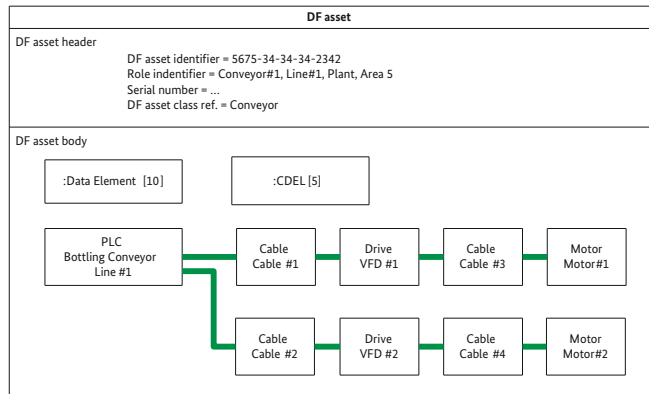 DF asset
DF asset header
DF asset identifier = 5675-34-34-34-2342
Role indentifier = Conveyor#1, Line#1, Plant, Area 5
Serial number = ...
DF asset class ref. = Conveyor
DF asset body
:Data Element [10]
:CDEL [5]
PLC
Bottling Conveyor
Line #1
Cable
Cable #1
Drive
VFD #1
Cable
Cable #3
Motor
Motor#1
Cable
Cable #2
Drive
VFD #2
Cable
Cable #4
Motor
Motor#2